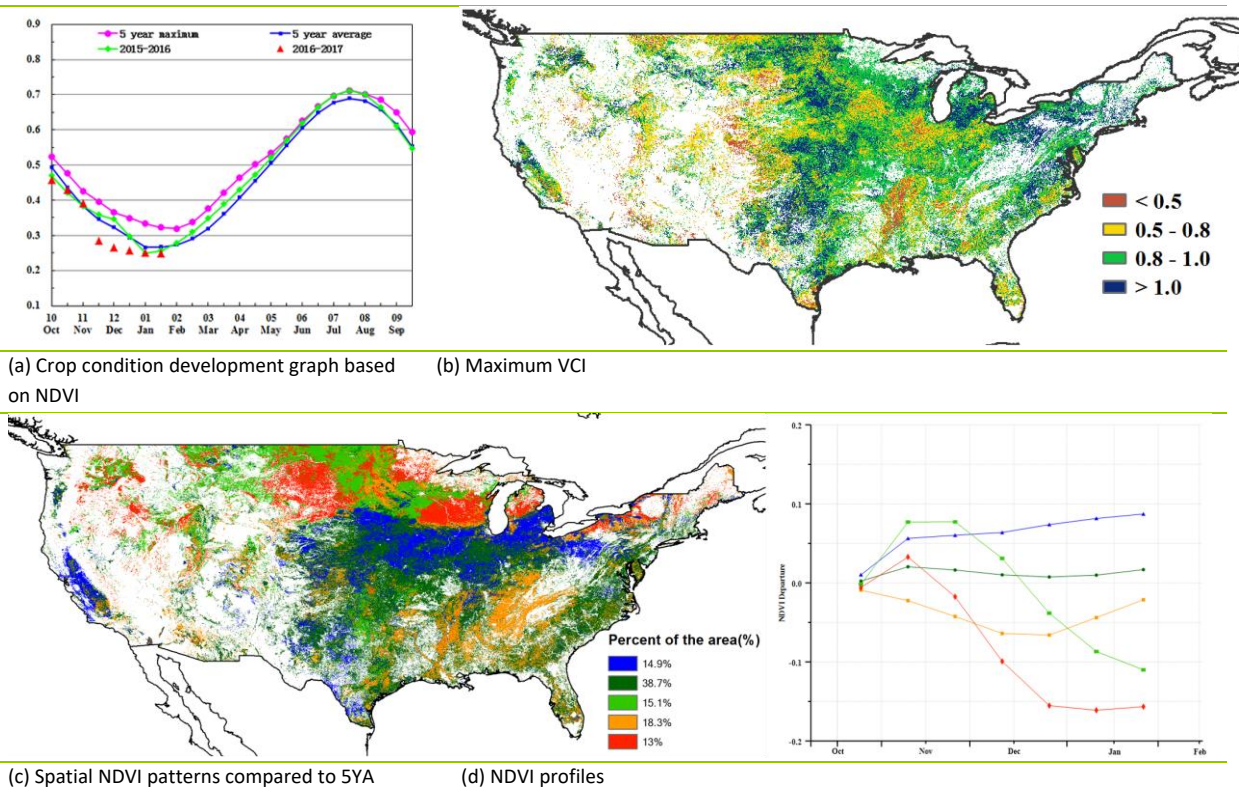 0.9
0.8
0.7
0.6
0.5
0.4
0.3
0.2
0.1
5 year maximum
5 year average
2015-2016
2016-2017
10 11 12 01 02 03 04 05 06 07 08 09
Oct Nov Dec Jan Feb Mar Apr May Jun Jul Aug Sep
< 0.5
0.5 - 0.8
0.8 - 1.0
> 1.0
(a) Crop condition development graph based
on NDVI
(b) Maximum VCI
Percent of the area(%)
14.9%
38.7%
15.1%
18.3%
13%
0.2
0.1
0.0
-0.1
-0.2
NDVI Departure
Oct Nov Dec Jan Feb
(c) Spatial NDVI patterns compared to 5YA
(d) NDVI profiles